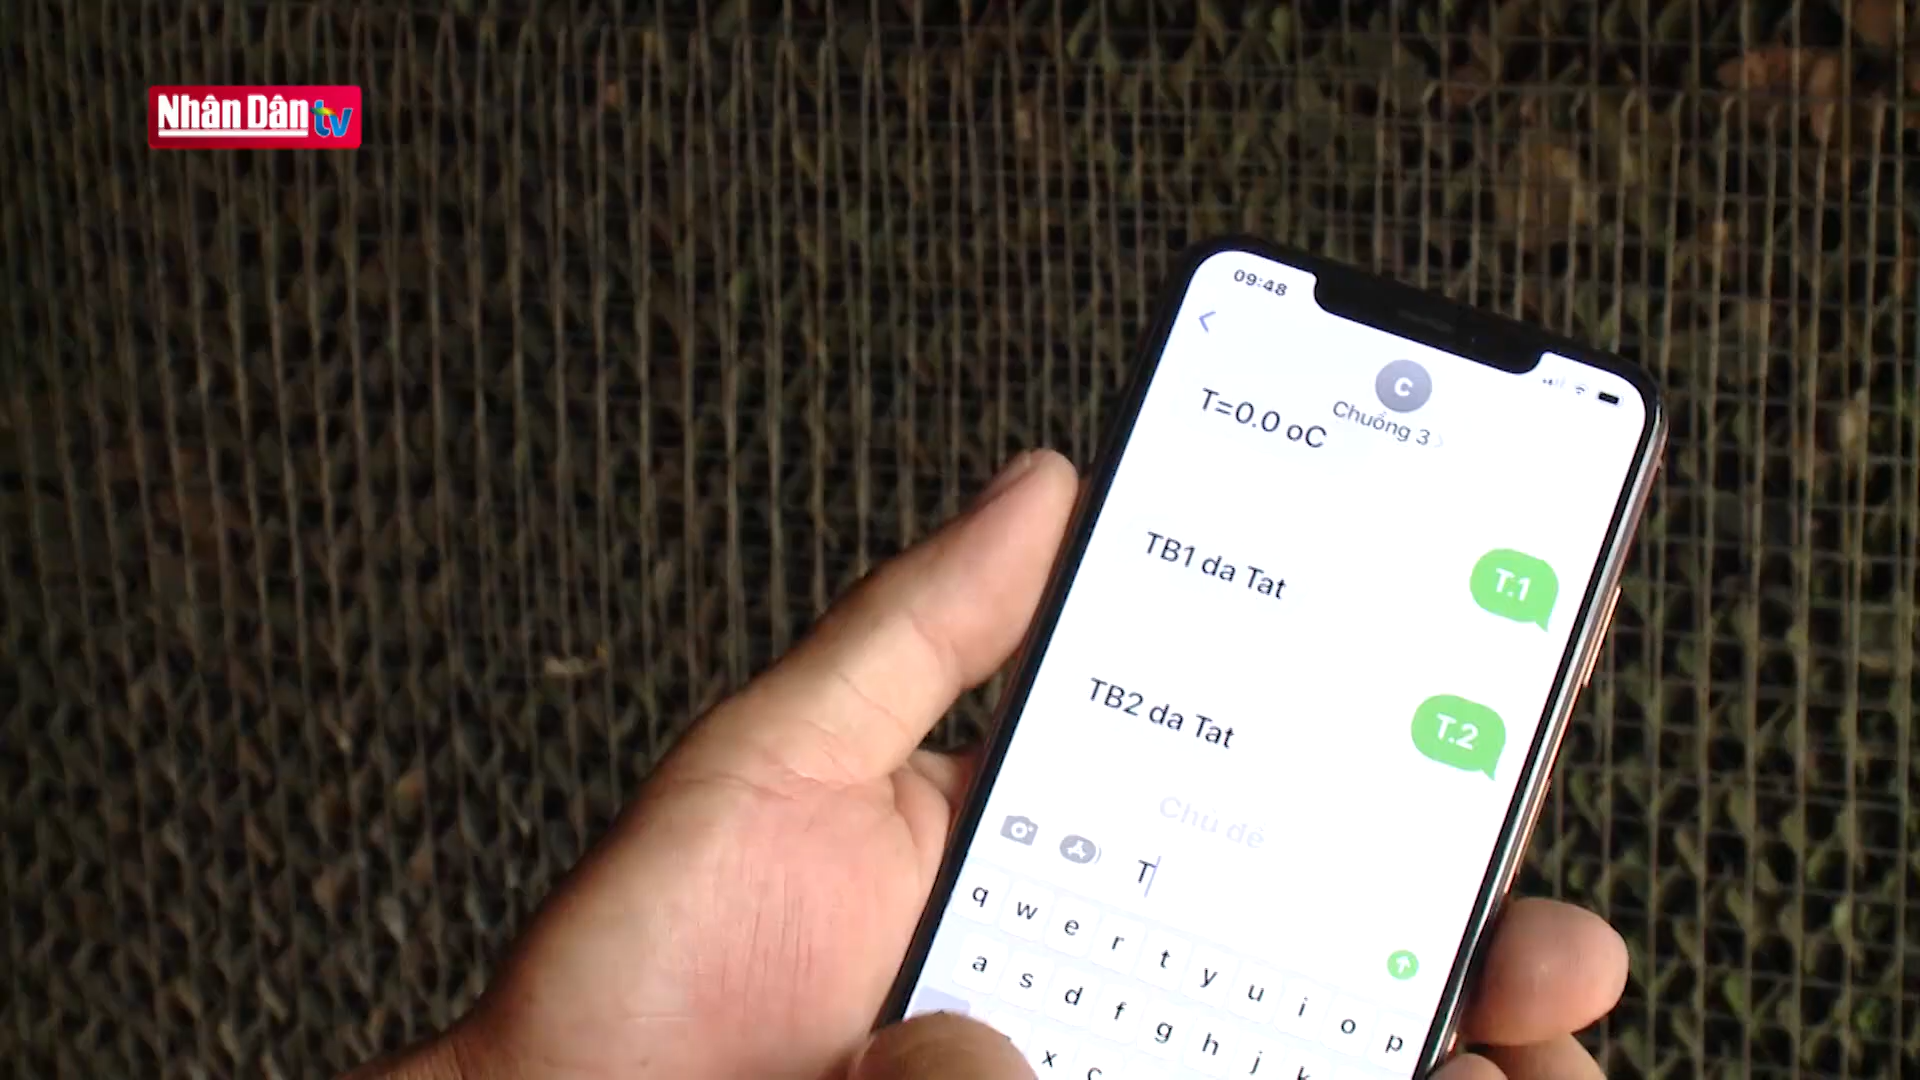 Nhân Dân tv
09:48
C
Chuồng 3
T=0.0 oC
T.1
TB1 da Tat
T.2
TB2 da Tat
Chủ đề
T
q w e r t y u i o p
a s d f g h j k
x c